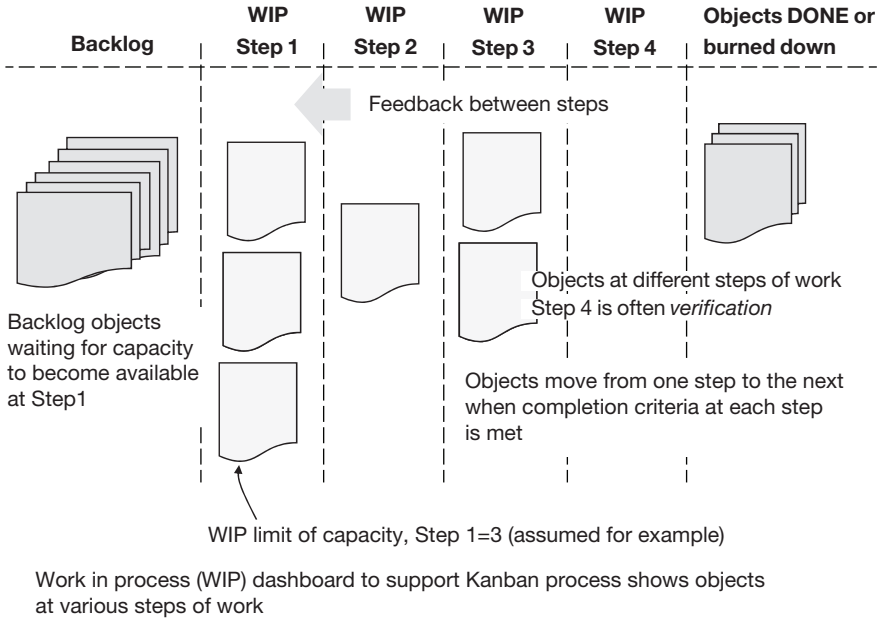 Backlog
WIP
Step 1
WIP
Step 2
WIP
Step 3
WIP
Step 4
Objects DONE or
burned down
Feedback between steps
Backlog objects
waiting for capacity
to become available
at Step1
Objects at different steps of work
Step 4 is often verification
Objects move from one step to the next
when completion criteria at each step
is met
WIP limit of capacity, Step 1=3 (assumed for example)
Work in process (WIP) dashboard to support Kanban process shows objects
at various steps of work